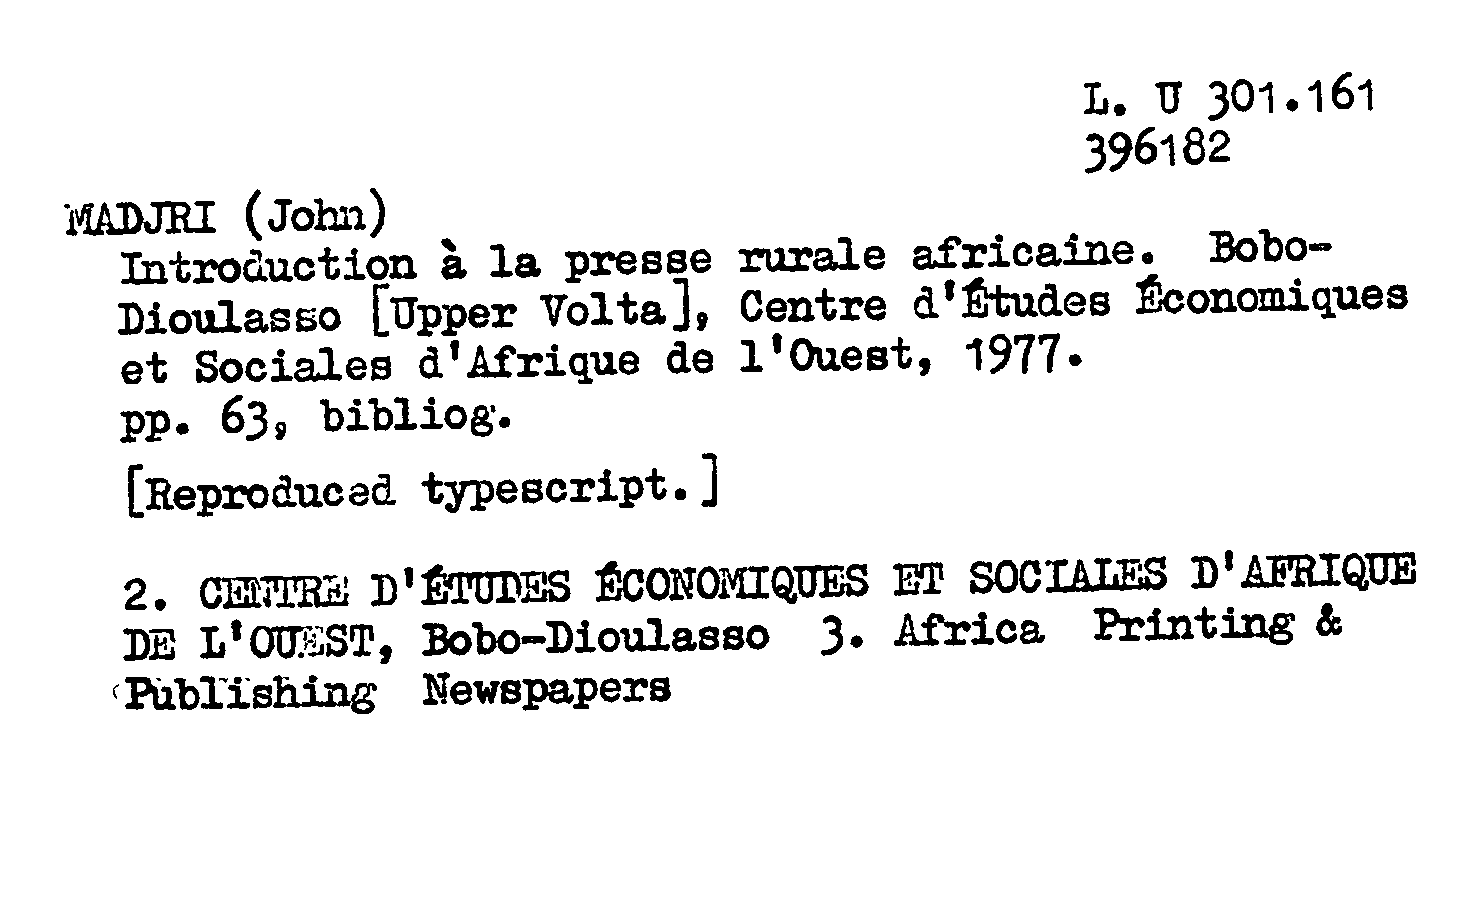 L. U 301.161
396182
MADJRI (John)
Introduction à la presse rurale africaine. Bobo-
Dioulasso [Upper Volta], Centre d'Études Économiques
et Sociales d'Afrique de l'Ouest, 1977.
pp. 63, bibliog.
[Reproduced typescript.]
2. CENTRE D'ÉTUDES ÉCONOMIQUES ET SOCIALES D'AFRIQUE
DE L'OUEST, Bobo-Dioulasso 3. Africa Printing &
Publishing Newspapers